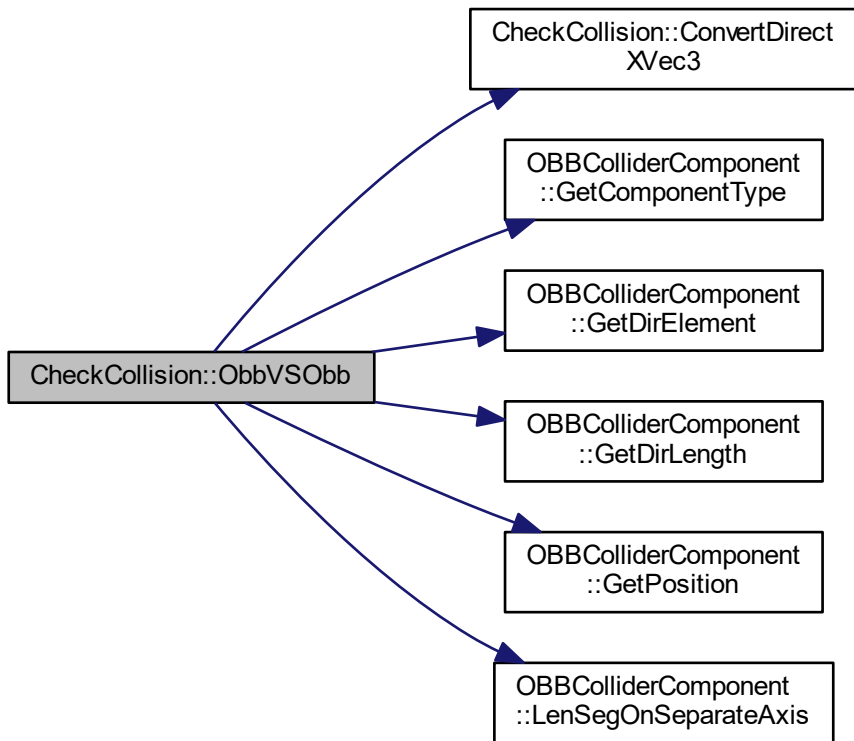 CheckCollision::ConvertDirect
XVec3
OBBColliderComponent
::GetComponentType
OBBColliderComponent
::GetDirElement
CheckCollision::ObbVSObb
OBBColliderComponent
::GetDirLength
OBBColliderComponent
::GetPosition
OBBColliderComponent
::LenSegOnSeparateAxis